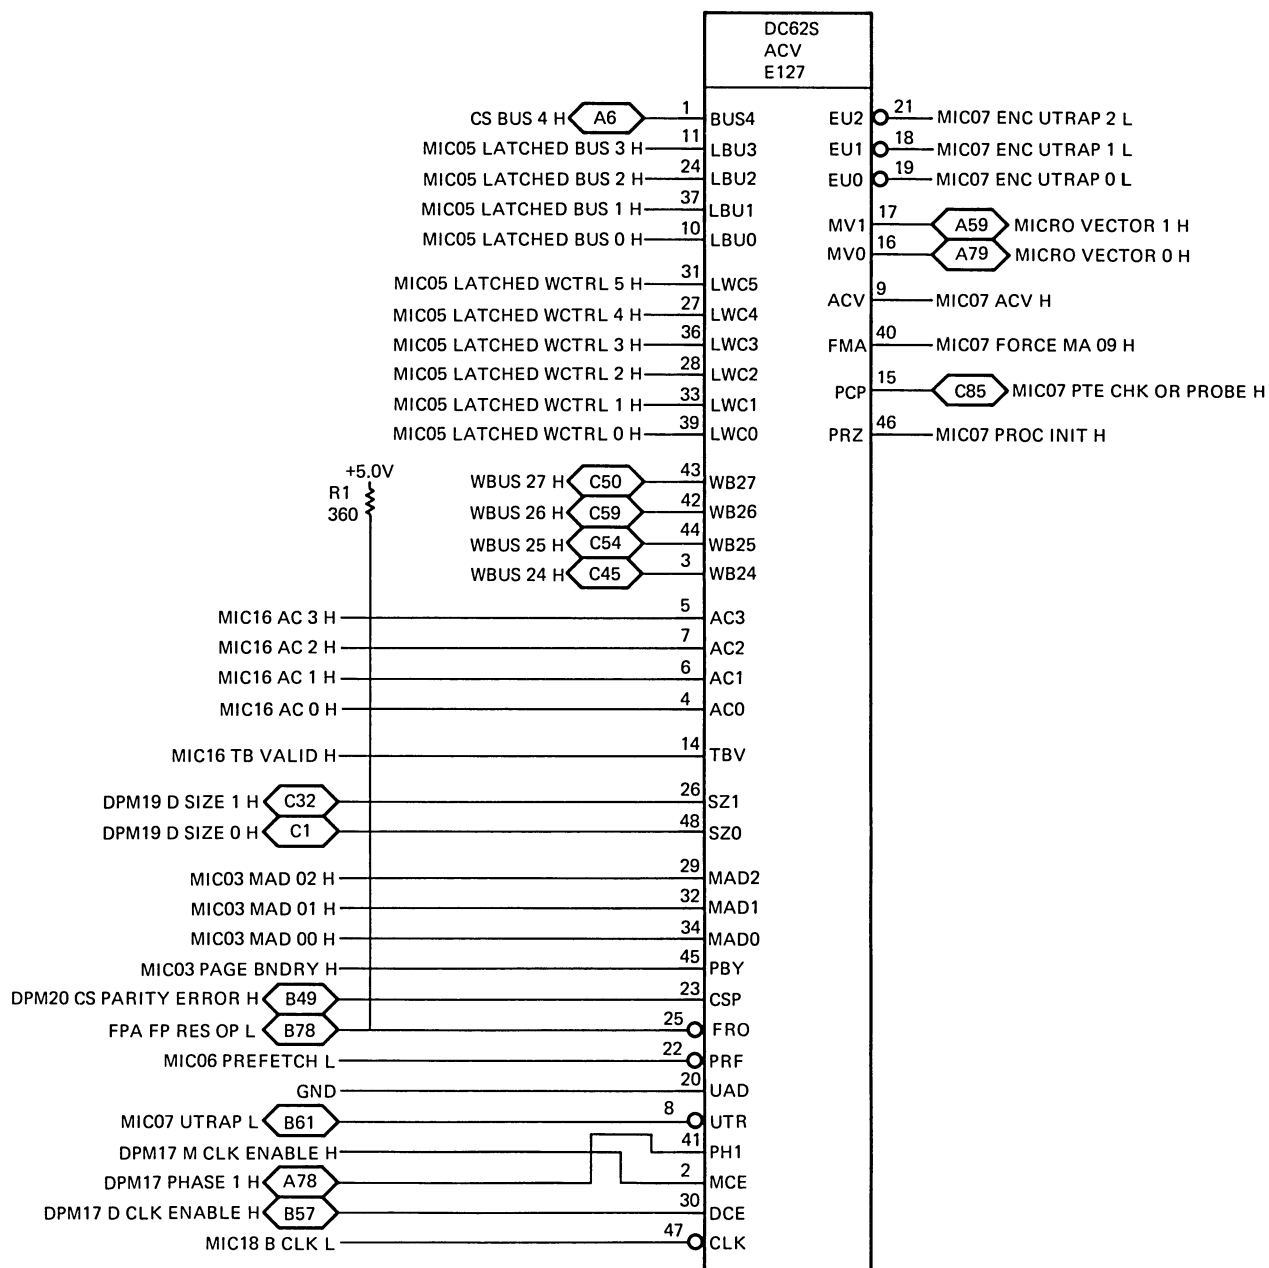 DC62S
ACV
E127
CS BUS 4 H A6 1 BUS4
MIC05 LATCHED BUS 3 H 11 LBU3
MIC05 LATCHED BUS 2 H 24 LBU2
MIC05 LATCHED BUS 1 H 37 LBU1
MIC05 LATCHED BUS 0 H 10 LBU0
MIC05 LATCHED WCTRL 5 H 31 LWC5
MIC05 LATCHED WCTRL 4 H 27 LWC4
MIC05 LATCHED WCTRL 3 H 36 LWC3
MIC05 LATCHED WCTRL 2 H 28 LWC2
MIC05 LATCHED WCTRL 1 H 33 LWC1
MIC05 LATCHED WCTRL 0 H 39 LWC0
+5.0V
R1
360
WBUS 27 H C50 43 WB27
WBUS 26 H C59 42 WB26
WBUS 25 H C54 44 WB25
WBUS 24 H C45 3 WB24
MIC16 AC 3 H 5 AC3
MIC16 AC 2 H 7 AC2
MIC16 AC 1 H 6 AC1
MIC16 AC 0 H 4 AC0
MIC16 TB VALID H 14 TBV
DPM19 D SIZE 1 H C32 26 SZ1
DPM19 D SIZE 0 H C1 48 SZ0
MIC03 MAD 02 H 29 MAD2
MIC03 MAD 01 H 32 MAD1
MIC03 MAD 00 H 34 MAD0
MIC03 PAGE BNDRY H 45 PBY
DPM20 CS PARITY ERROR H B49 23 CSP
FPA FP RES OP L B78 25 FRO
MIC06 PREFETCH L 22 PRF
GND 20 UAD
MIC07 UTRAP L B61 8 UTR
DPM17 M CLK ENABLE H 41 PH1
DPM17 PHASE 1 H A78 2 MCE
DPM17 D CLK ENABLE H B57 30 DCE
MIC18 B CLK L 47 CLK
EU2 21 MIC07 ENC UTRAP 2 L
EU1 18 MIC07 ENC UTRAP 1 L
EU0 19 MIC07 ENC UTRAP 0 L
MV1 17 A59 MICRO VECTOR 1 H
MV0 16 A79 MICRO VECTOR 0 H
ACV 9 MIC07 ACV H
FMA 40 MIC07 FORCE MA 09 H
PCP 15 C85 MIC07 PTE CHK OR PROBE H
PRZ 46 MIC07 PROC INIT H